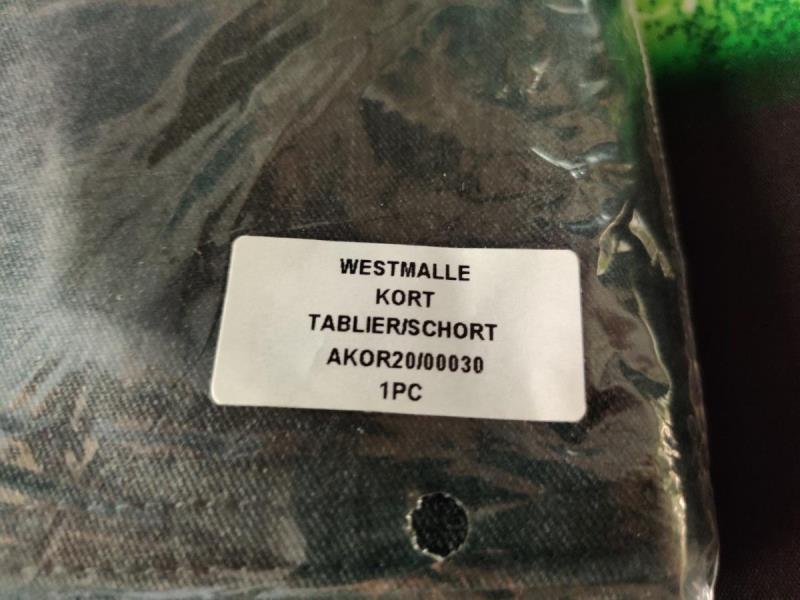 WESTMALLE
KORT
TABLIER/SCHORT
AKOR20/00030
1PC